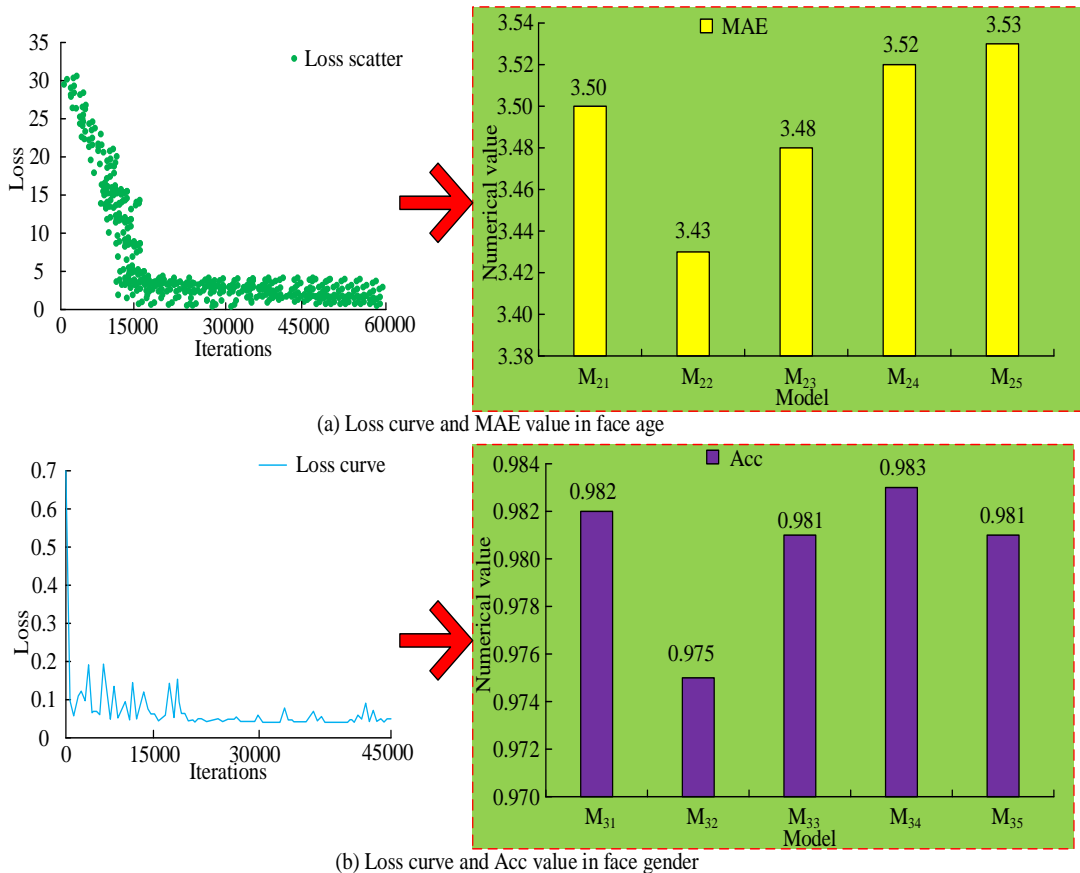 35
30
25
20
15
10
5
0
Loss
Loss scatter
0 15000 30000 45000 60000
Iterations
3.54
3.52
3.50
3.48
3.46
3.44
3.42
3.40
3.38
Numerical value
MAE
3.50
3.43
3.48
3.52
3.53
M21 M22 M23 M24 M25
Model
(a) Loss curve and MAE value in face age
0.7
0.6
0.5
0.4
0.3
0.2
0.1
0
Loss
Loss curve
0 15000 30000 45000
Iterations
0.984
0.982
0.980
0.978
0.976
0.974
0.972
0.970
Numerical value
Acc
0.982
0.975
0.981
0.983
0.981
M31 M32 M33 M34 M35
Model
(b) Loss curve and Acc value in face gender